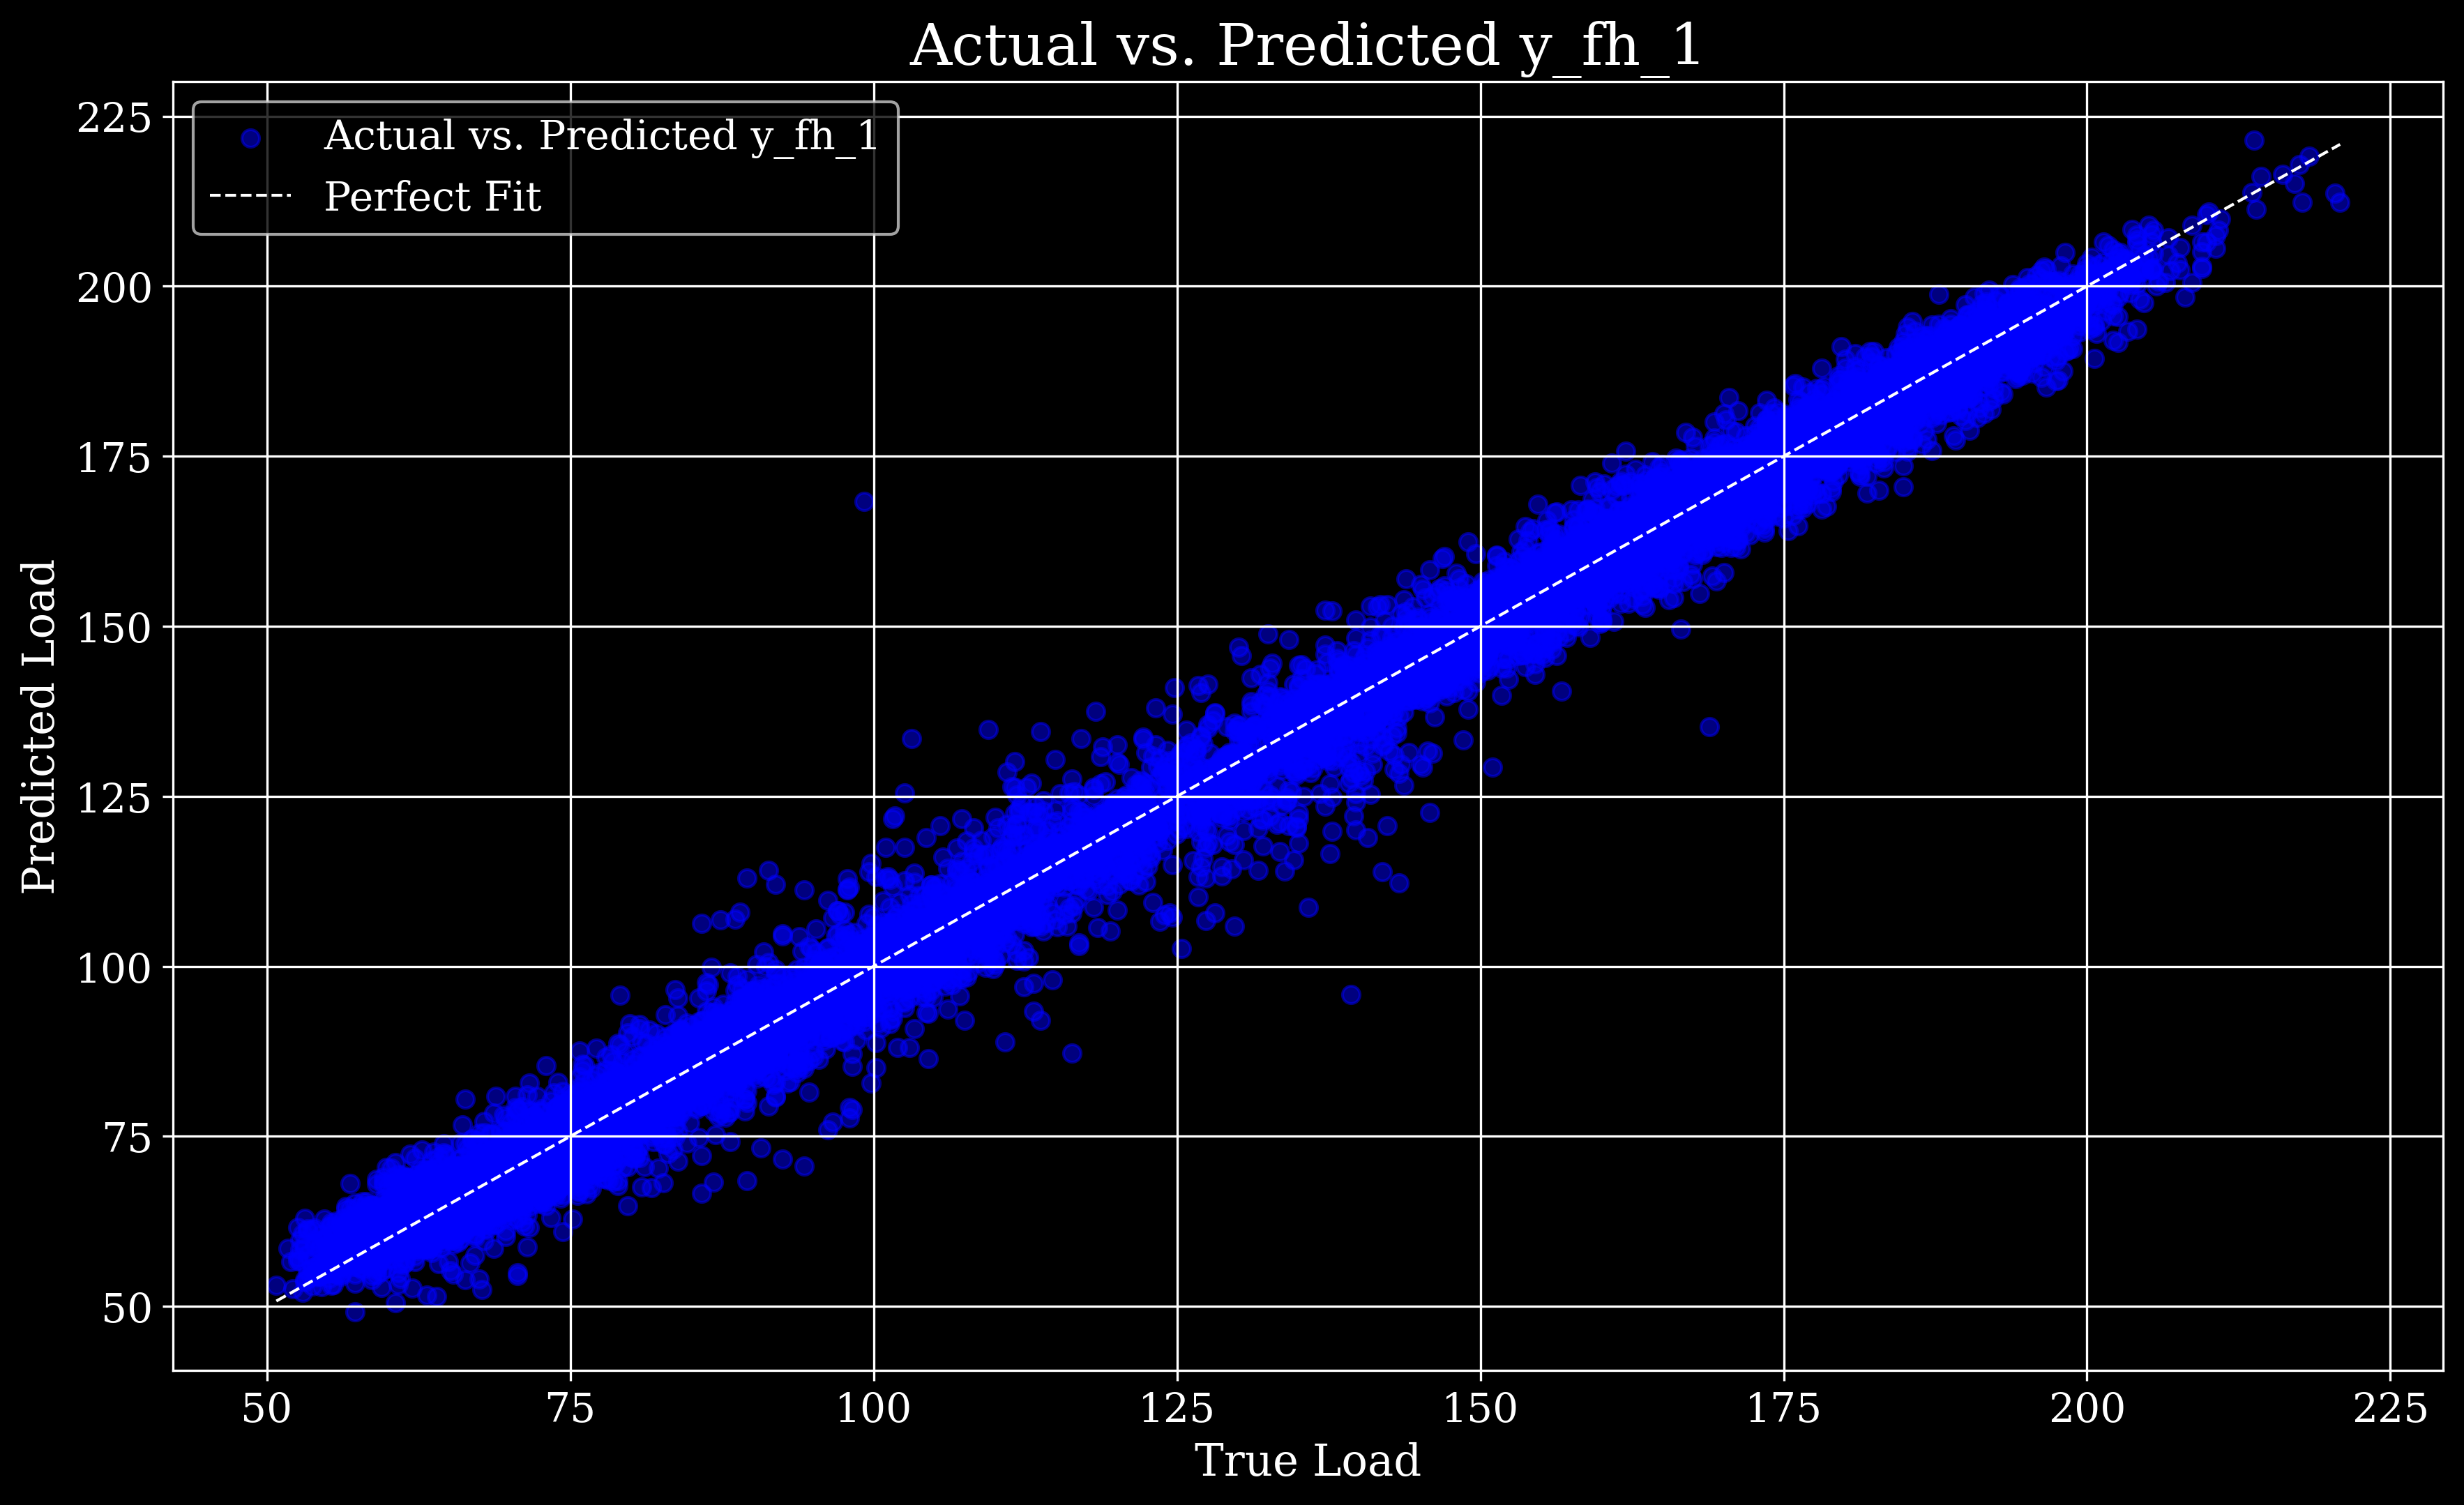 Actual vs. Predicted y_fh_1
Actual vs. Predicted y_fh_1
Perfect Fit
225
200
175
150
125
100
75
50
Predicted Load
50 75 100 125 150 175 200 225
True Load